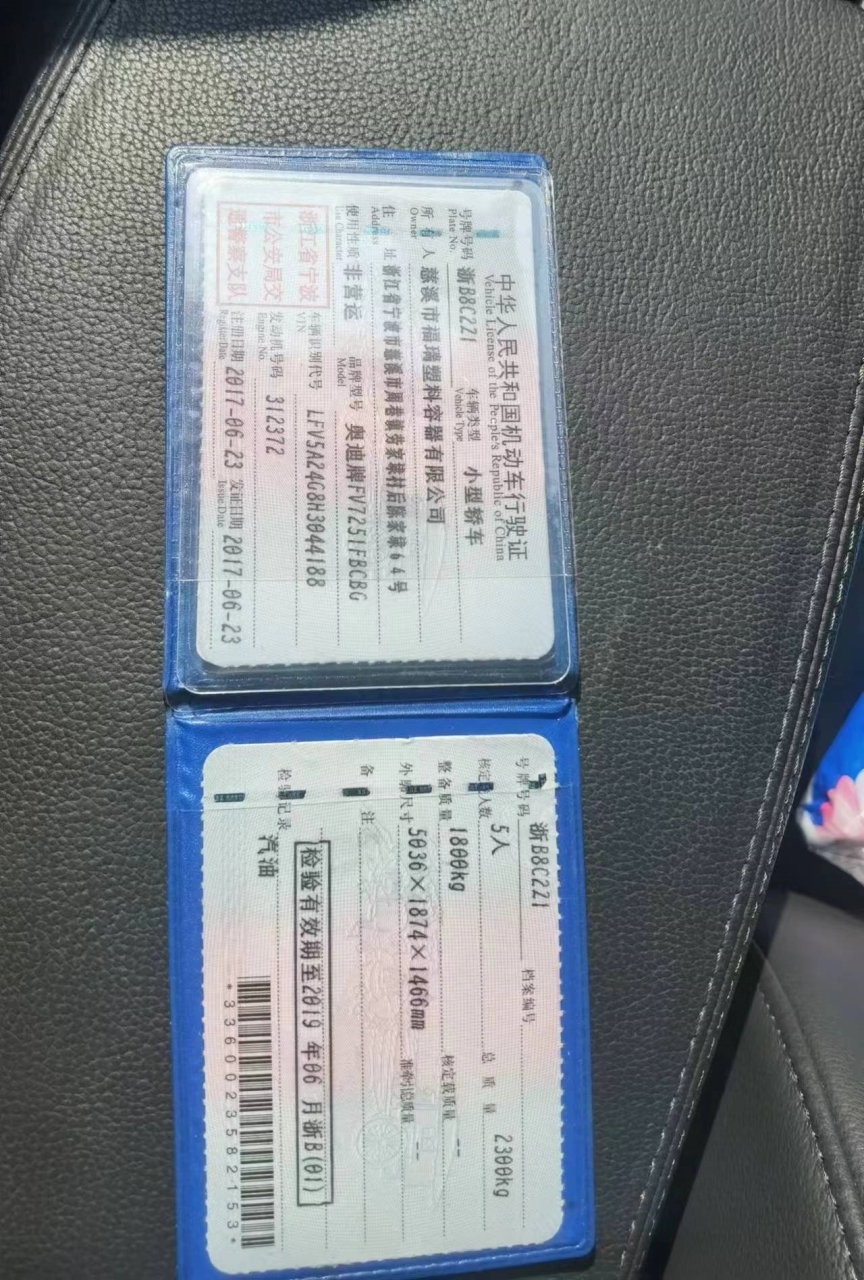 中华人民共和国机动车行驶证
Vehicle License of the People's Republic of China
号牌号码 浙B8C2Z1 车辆类型 小型轿车
Plate No. Vehicle Type
所有人 慈溪市福瑞塑料容器有限公司
Owner
住址 浙江省宁波市慈溪市周巷镇劳家埭村后陈家埭64号
Address
使用性质 非营运 品牌型号 奥迪牌FV7251FBCBG
Use Character Model
浙江省宁波
市公安局交
通警察支队
车辆识别代号 LFV5A24G8H3044188
VIN
发动机号码 312372
Engine No.
注册日期 2017-06-23 发证日期 2017-06-23
Register Date Issue Date
号牌号码 浙B8C2Z1 档案编号
核定载人数 5人 总质量 2300kg
整备质量 1800kg 核定载质量 --
外廓尺寸 5036×1874×1466mm 准牵引总质量 --
备注
检验有效期至2019年06月浙B(01)
检验记录
汽油
*3360023582153*